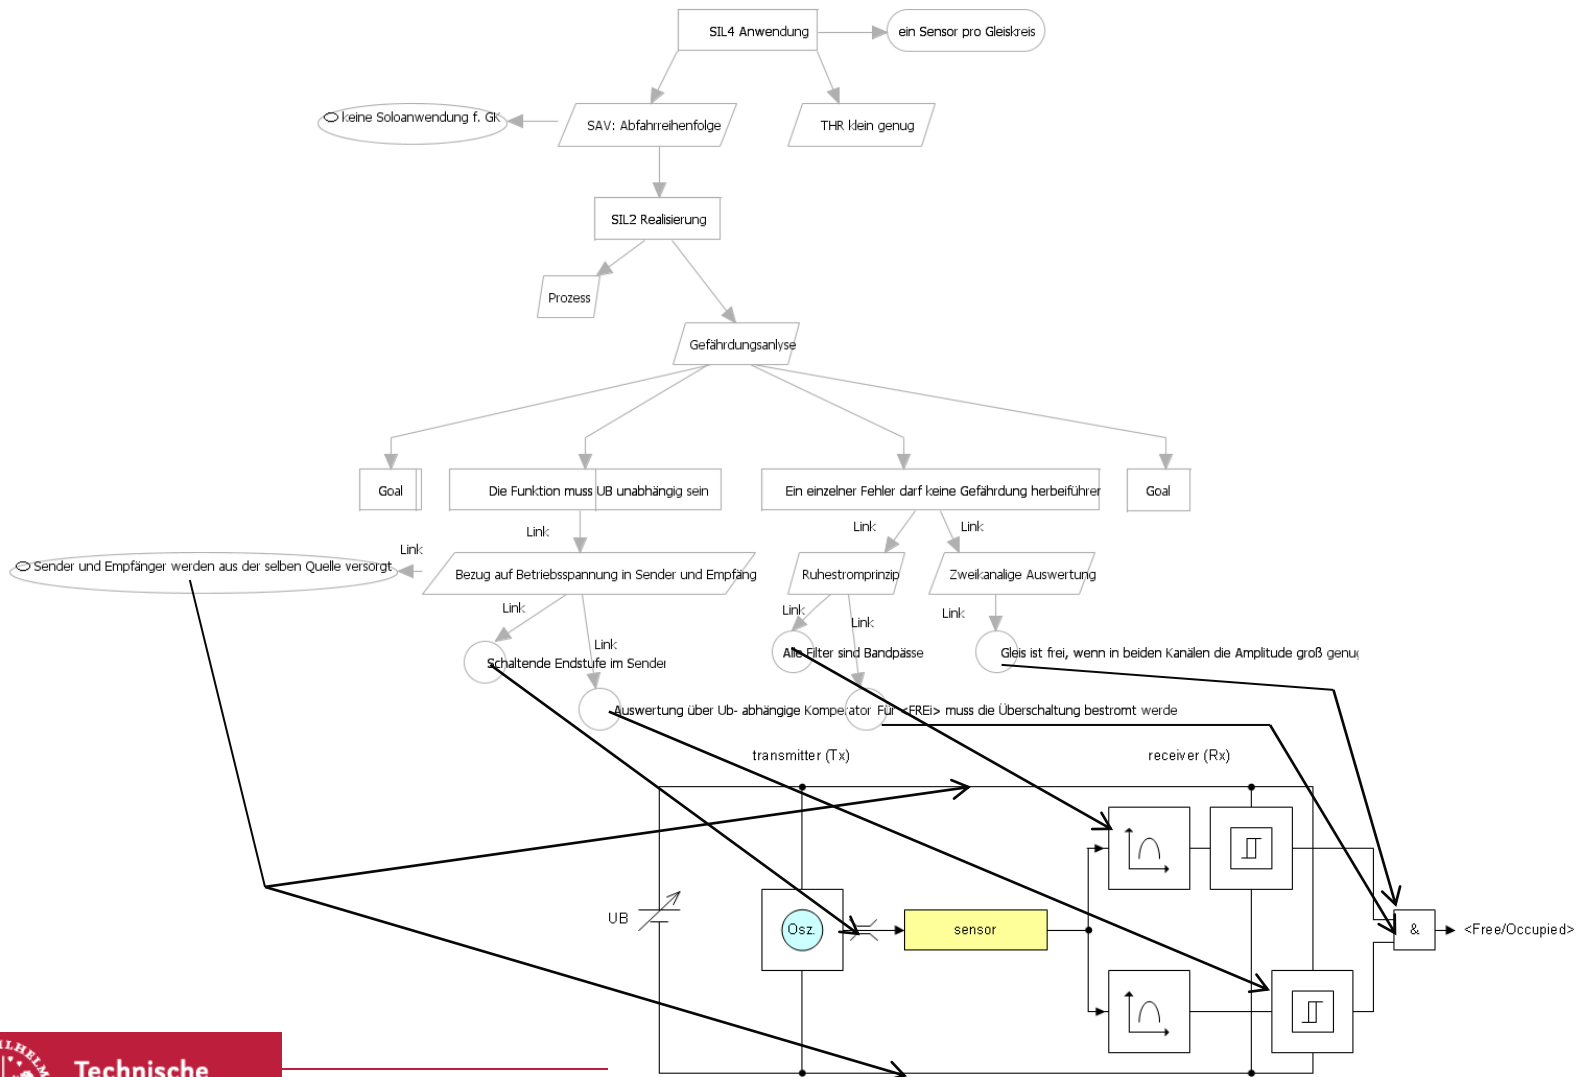 SIL4 Anwendung
ein Sensor pro Gleiskreis
keine Soloanwendung f. GK
SAV: Abfahrreihenfolge
THR klein genug
SIL2 Realisierung
Prozess
Gefährdungsanlyse
Goal
Die Funktion muss UB unabhängig sein
Ein einzelner Fehler darf keine Gefährdung herbeiführer
Goal
Link
Link
Link
Link
Sender und Empfänger werden aus der selben Quelle versorgt
Bezug auf Betriebsspannung in Sender und Empfäng
Ruhestromprinzip
Zweikanalige Auswertung
Link
Link
Link
Link
Link
Schaltende Endstufe im Sender
Alle Filter sind Bandpässe
Gleis ist frei, wenn in beiden Kanälen die Amplitude groß genug
Auswertung über Ub- abhängige Komperator
Für <FREi> muss die Überschaltung bestromt werde
transmitter (Tx)
receiver (Rx)
UB
Osz.
sensor
&
<Free/Occupied>
Technische